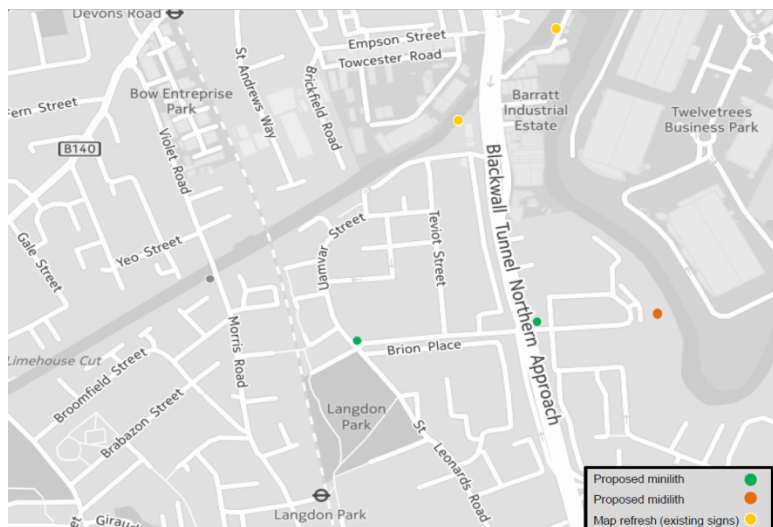 Devons Road
St Andrews Way
Brickfield Road
Empson Street
Towcester Road
Bow Entreprise
Park
Fern Street
B140
Violet Road
Barratt
Industrial
Estate
Twelvetrees
Business Park
Blackwall Tunnel Northern Approach
Gale Street
Yeo Street
Uamvar Street
Teviot Street
Limehouse Cut
Morris Road
Broomfield Street
Brabazon Street
Brion Place
Langdon
Park
St Leonards Road
Langdon Park
Giraud
Proposed minilith
Proposed midilith
Map refresh (existing signs)